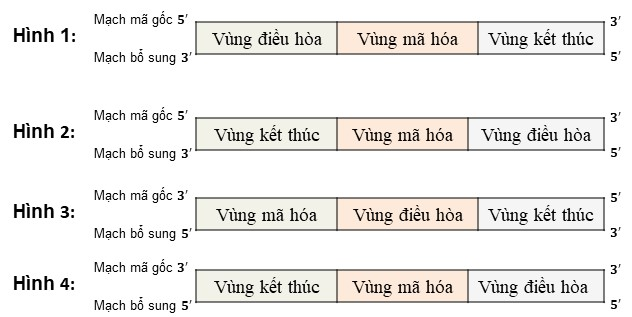 Mạch mã gốc 5′ 3′
Hình 1: Vùng điều hòa Vùng mã hóa Vùng kết thúc
Mạch bổ sung 3′ 5′
Mạch mã gốc 5′ 3′
Hình 2: Vùng kết thúc Vùng mã hóa Vùng điều hòa
Mạch bổ sung 3′ 5′
Mạch mã gốc 3′ 5′
Hình 3: Vùng mã hóa Vùng điều hòa Vùng kết thúc
Mạch bổ sung 5′ 3′
Mạch mã gốc 3′ 3′
Hình 4: Vùng kết thúc Vùng mã hóa Vùng điều hòa
Mạch bổ sung 5′ 5′